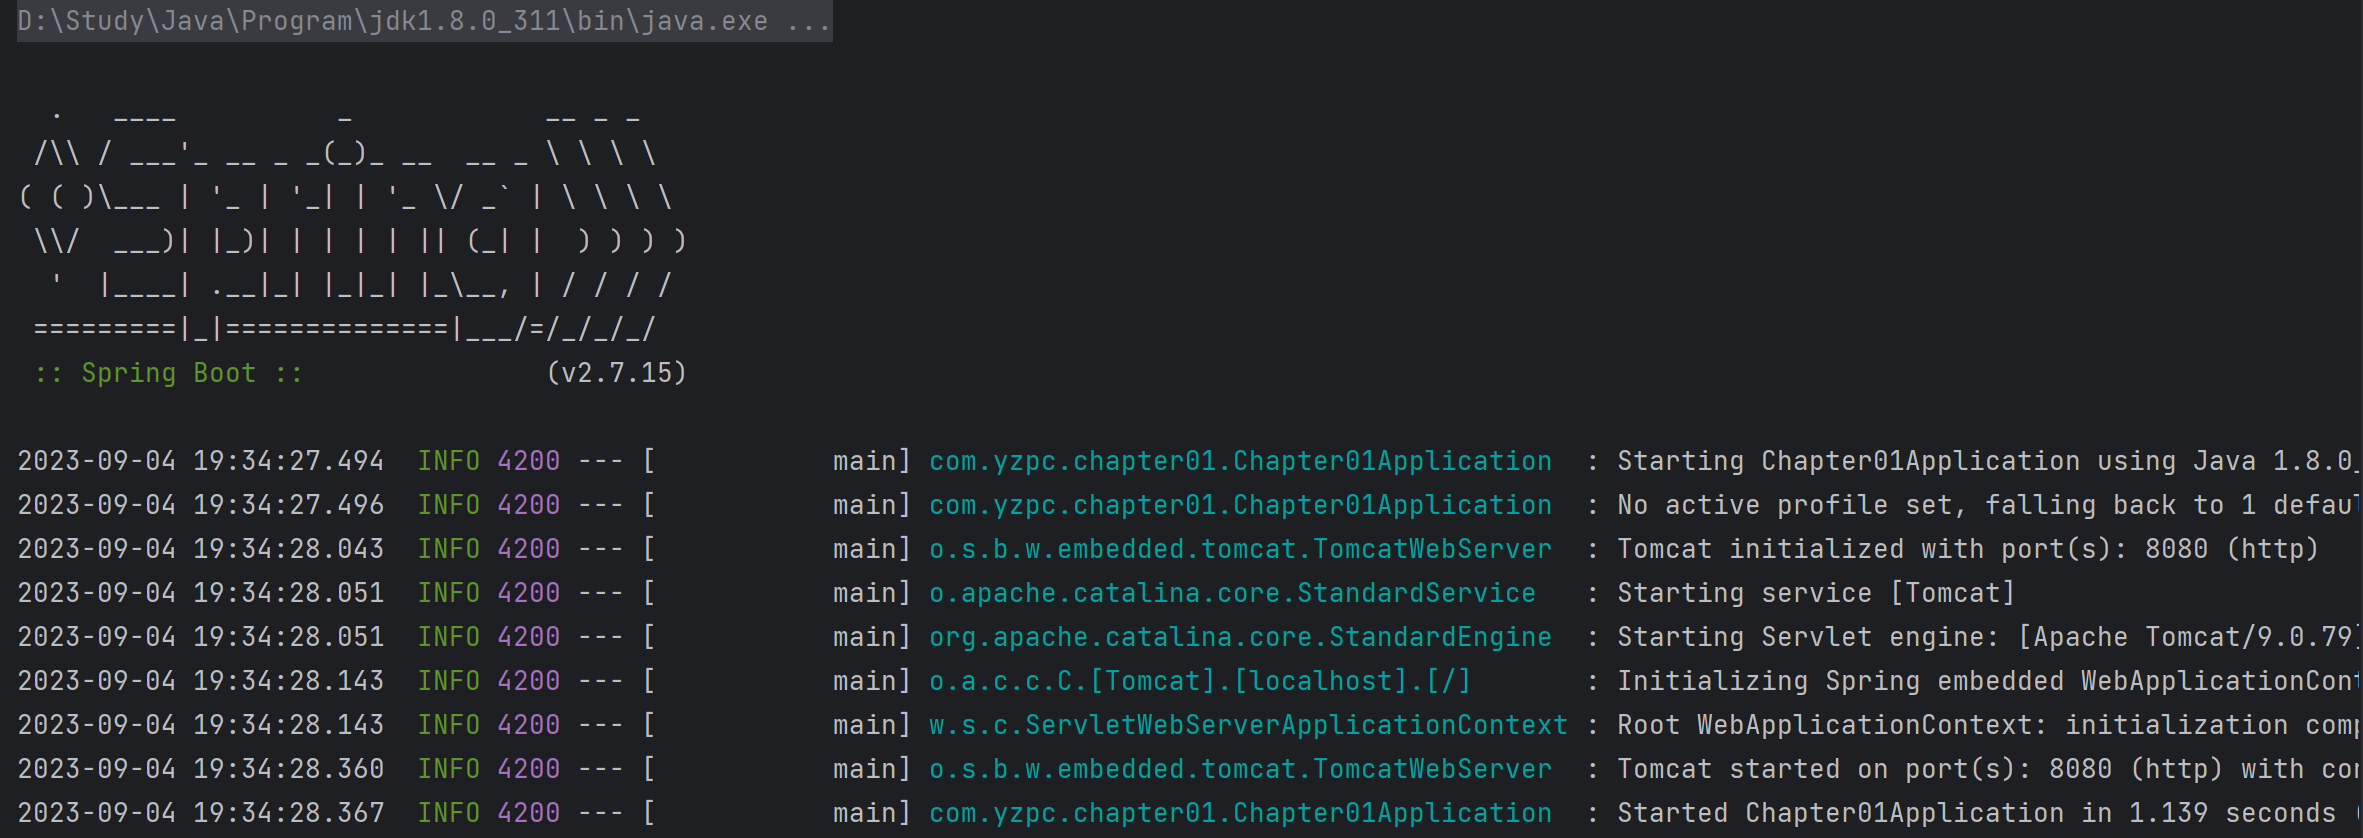 D:\Study\Java\Program\jdk1.8.0_311\bin\java.exe ...
  .   ____          _            __ _ _
 /\\ / ___'_ __ _ _(_)_ __  __ _ \ \ \ \
( ( )\___ | '_ | '_| | '_ \/ _` | \ \ \ \
 \\/  ___)| |_)| | | | | || (_| |  ) ) ) )
  '  |____| .__|_| |_|_| |_\__, | / / / /
 =========|_|==============|___/=/_/_/_/
 :: Spring Boot ::               (v2.7.15)
2023-09-04 19:34:27.494  INFO 4200 --- [           main] com.yzpc.chapter01.Chapter01Application  : Starting Chapter01Application using Java 1.8.0_
2023-09-04 19:34:27.496  INFO 4200 --- [           main] com.yzpc.chapter01.Chapter01Application  : No active profile set, falling back to 1 defau
2023-09-04 19:34:28.043  INFO 4200 --- [           main] o.s.b.w.embedded.tomcat.TomcatWebServer  : Tomcat initialized with port(s): 8080 (http)
2023-09-04 19:34:28.051  INFO 4200 --- [           main] o.apache.catalina.core.StandardService   : Starting service [Tomcat]
2023-09-04 19:34:28.051  INFO 4200 --- [           main] org.apache.catalina.core.StandardEngine  : Starting Servlet engine: [Apache Tomcat/9.0.79]
2023-09-04 19:34:28.143  INFO 4200 --- [           main] o.a.c.c.C.[Tomcat].[localhost].[/]       : Initializing Spring embedded WebApplicationCont
2023-09-04 19:34:28.143  INFO 4200 --- [           main] w.s.c.ServletWebServerApplicationContext : Root WebApplicationContext: initialization comp
2023-09-04 19:34:28.360  INFO 4200 --- [           main] o.s.b.w.embedded.tomcat.TomcatWebServer  : Tomcat started on port(s): 8080 (http) with con
2023-09-04 19:34:28.367  INFO 4200 --- [           main] com.yzpc.chapter01.Chapter01Application  : Started Chapter01Application in 1.139 seconds (